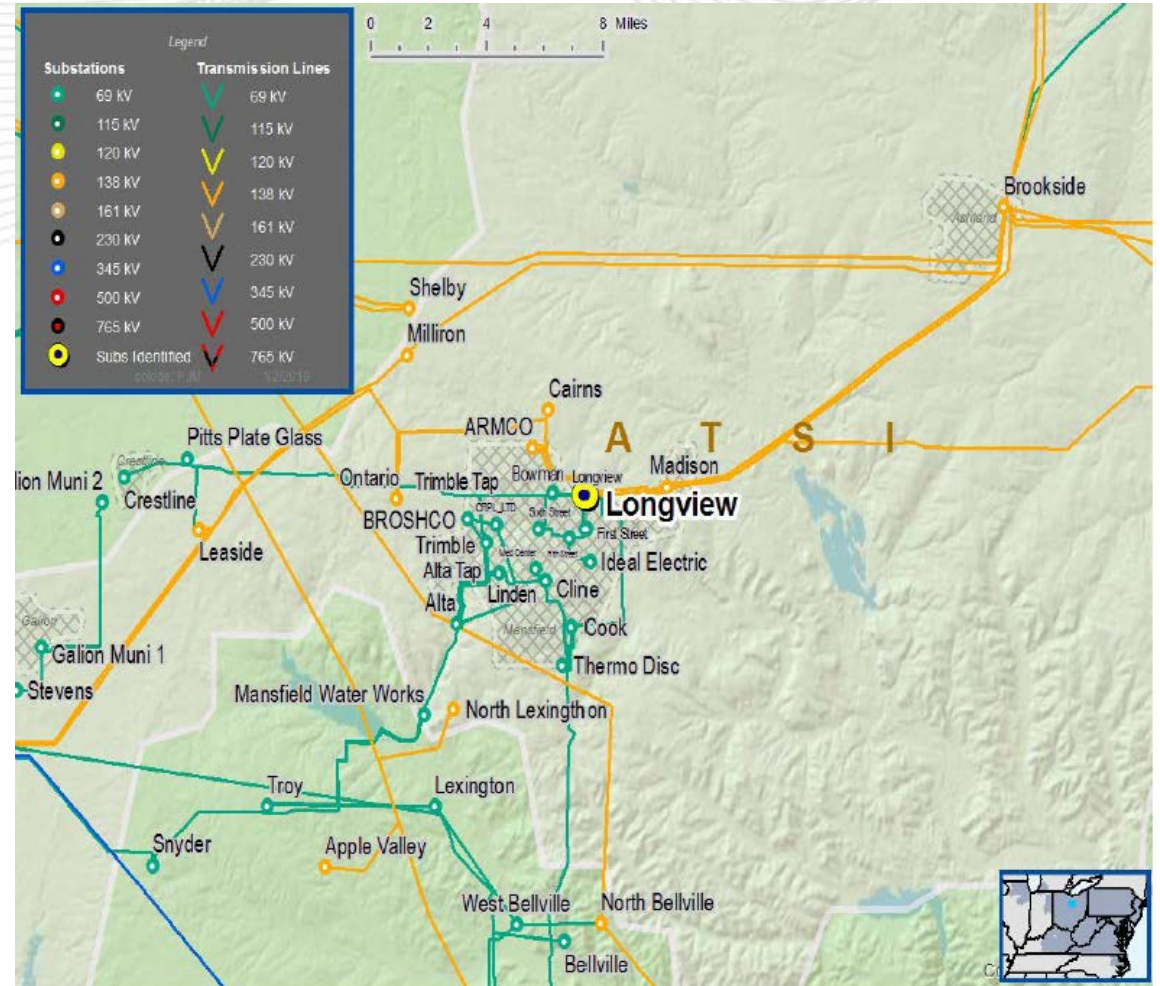 Legend
Substations
Transmission Lines
69 kV
69 kV
115 kV
115 kV
120 kV
120 kV
138 kV
138 kV
161 kV
161 kV
230 kV
230 kV
345 kV
345 kV
500 kV
500 kV
765 kV
765 kV
Subs Identified
0 2 4 8 Miles
Brookside
Ashland
Shelby
Milliron
Cairns
ARMCO
A T S I
Pitts Plate Glass
Crestline
Ontario
Trimble Tap
Bowman
Longview
Madison
lion Muni 2
Crestline
Longview
BROSHCO
Sixth Street
First Street
Leaside
Trimble
Med Center
Ideal Electric
Alta Tap
Linden
Cline
Alta
Galion
Mansfield
Cook
Galion Muni 1
Thermo Disc
Stevens
Mansfield Water Works
North Lexingthon
Troy
Lexington
Snyder
Apple Valley
West Bellville
North Bellville
Bellville